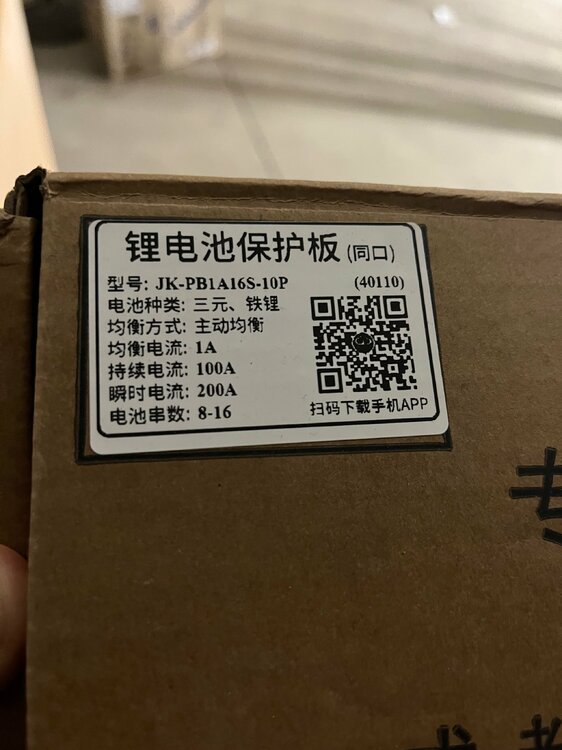 锂电池保护板(同口)
型号: JK-PB1A16S-10P (40110)
电池种类: 三元、铁锂
均衡方式: 主动均衡
均衡电流: 1A
持续电流: 100A
瞬时电流: 200A
电池串数: 8-16
扫码下载手机APP
专